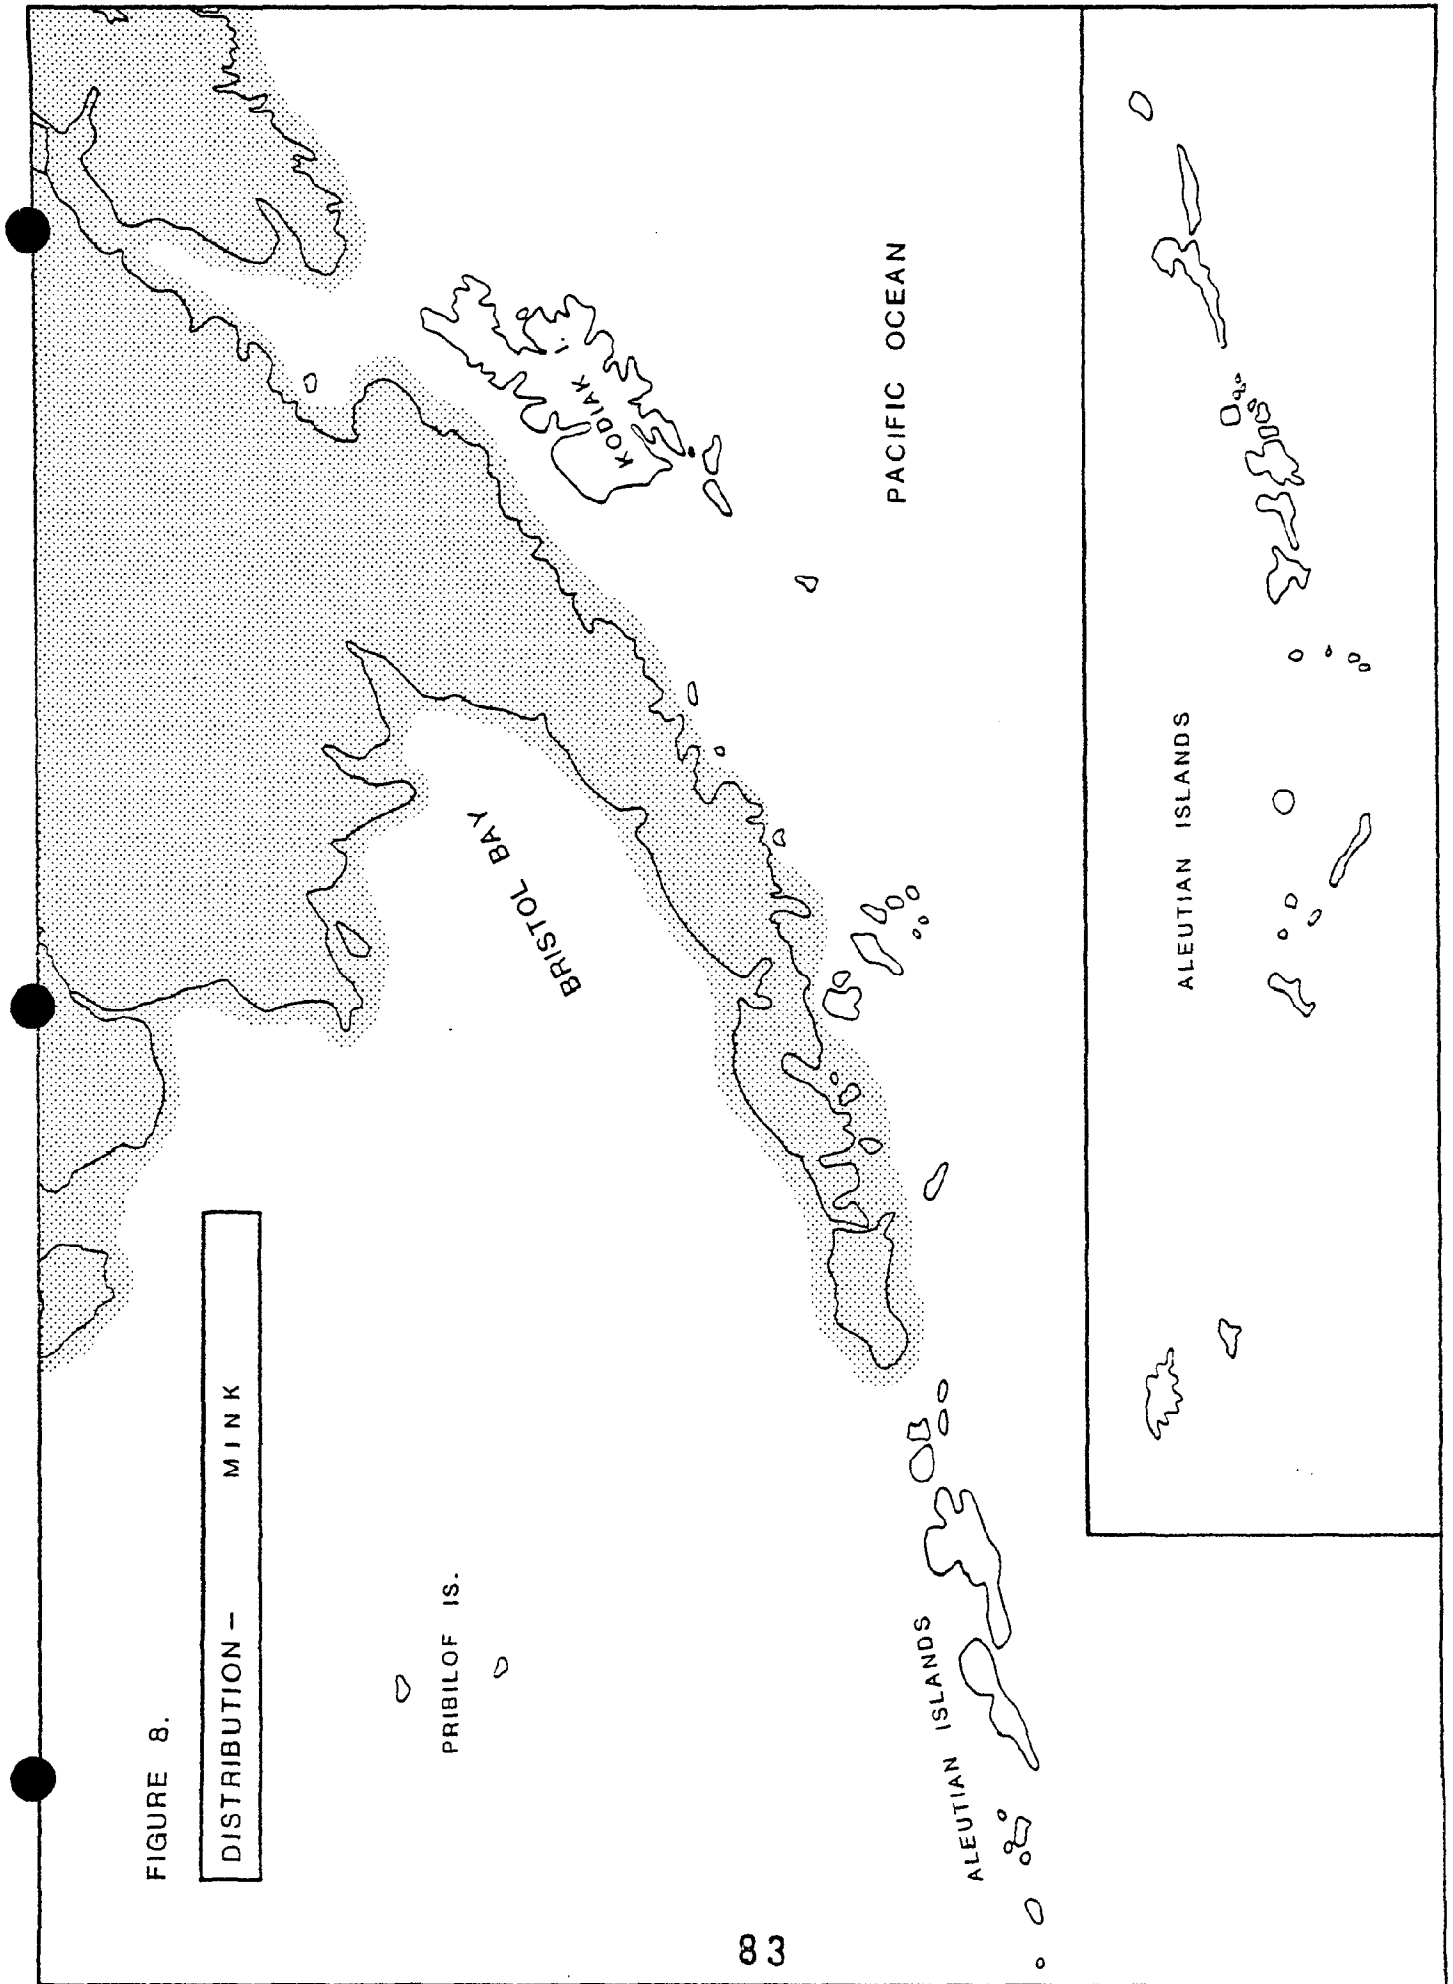 FIGURE 8.
DISTRIBUTION – MINK
PRIBILOF IS.
BRISTOL BAY
KODIAK I.
PACIFIC OCEAN
ALEUTIAN ISLANDS
ALEUTIAN ISLANDS
83